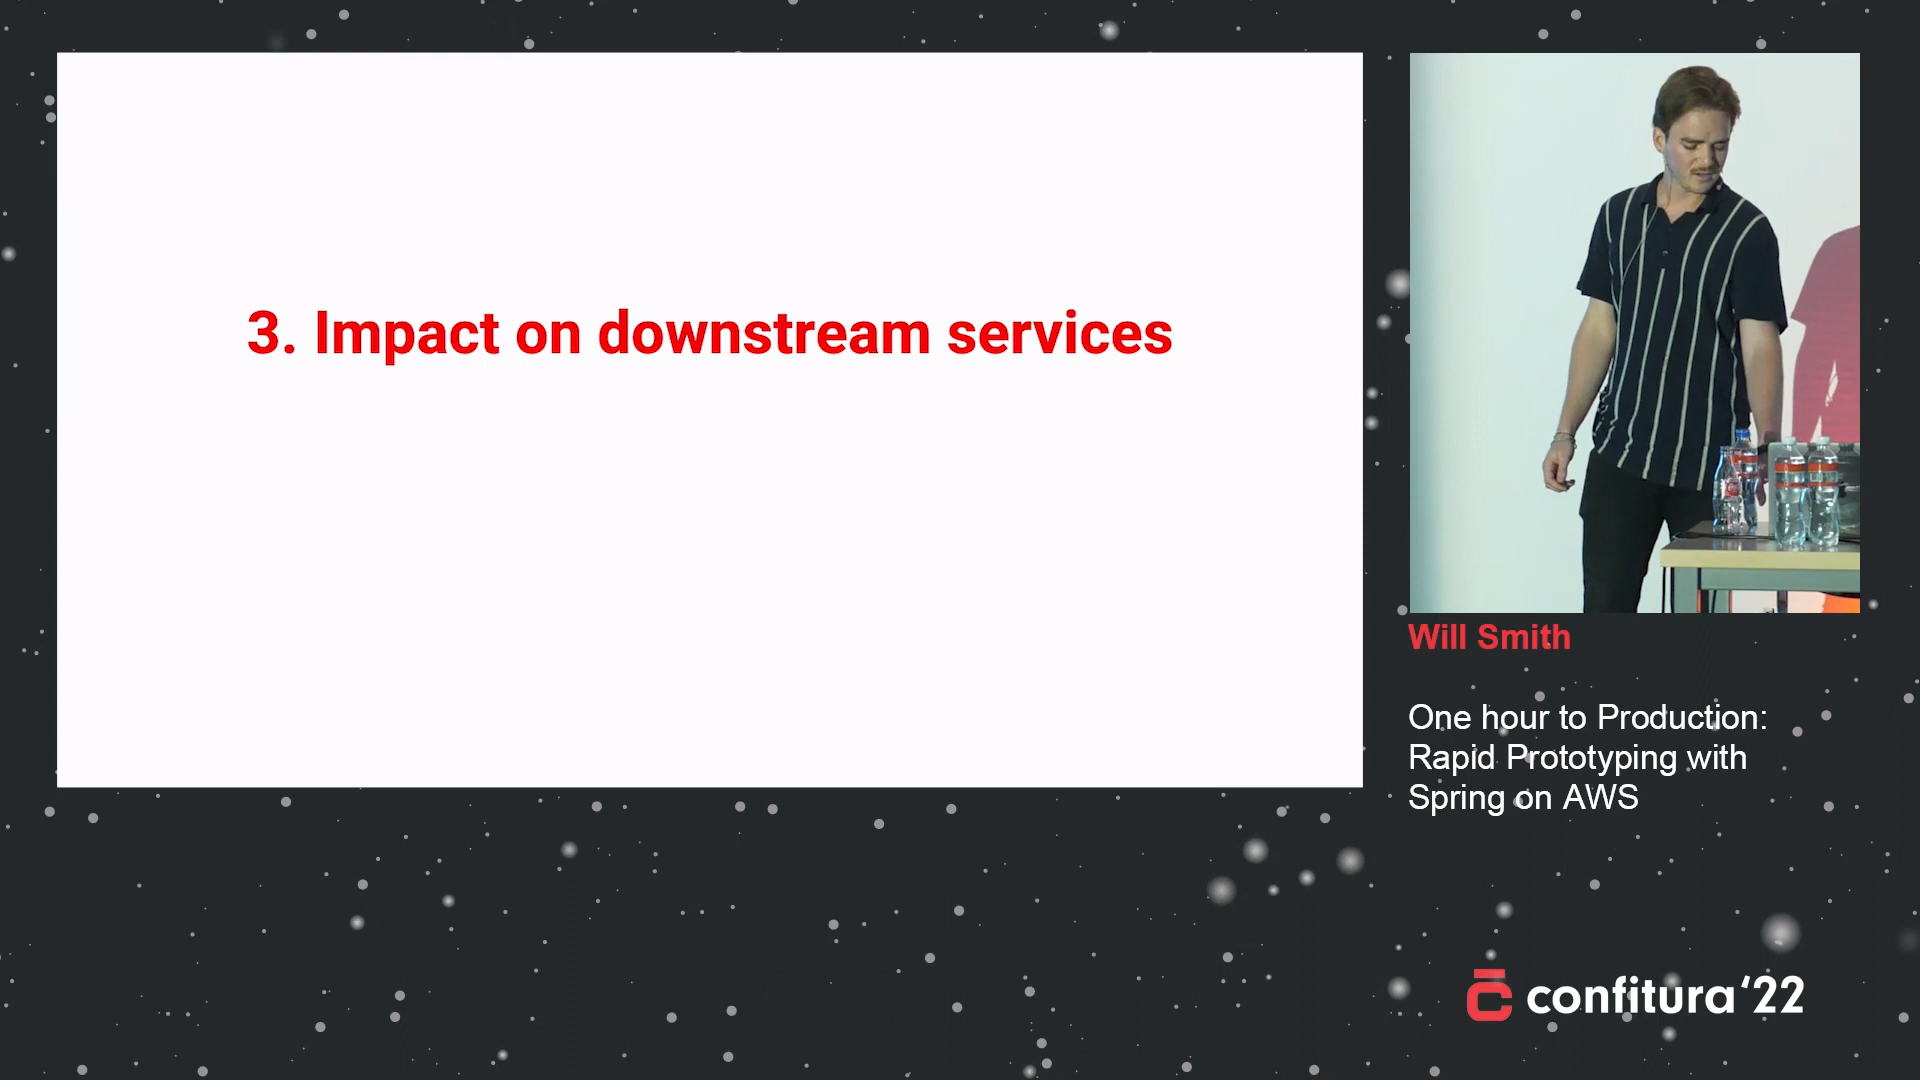 3. Impact on downstream services
Will Smith
One hour to Production:
Rapid Prototyping with
Spring on AWS
confitura '22